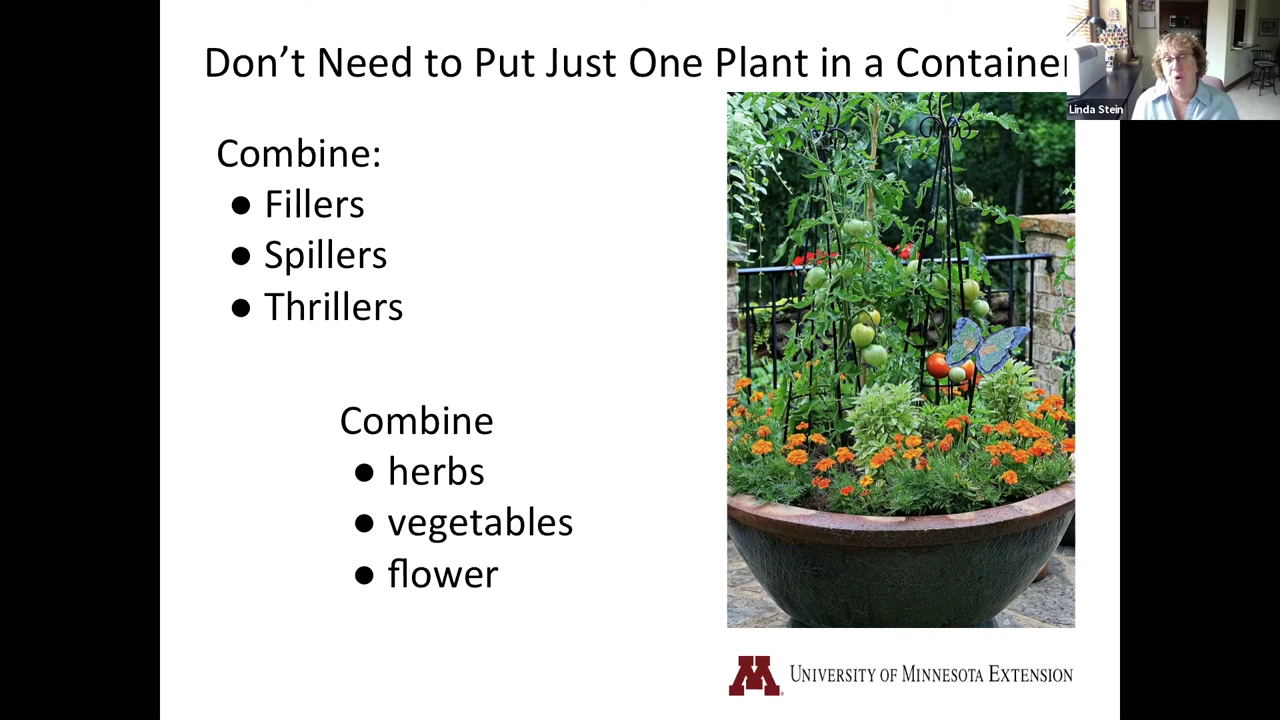 Don't Need to Put Just One Plant in a Container
Linda Stein
Combine:
● Fillers
● Spillers
● Thrillers
Combine
● herbs
● vegetables
● flower
M
UNIVERSITY OF MINNESOTA EXTENSION